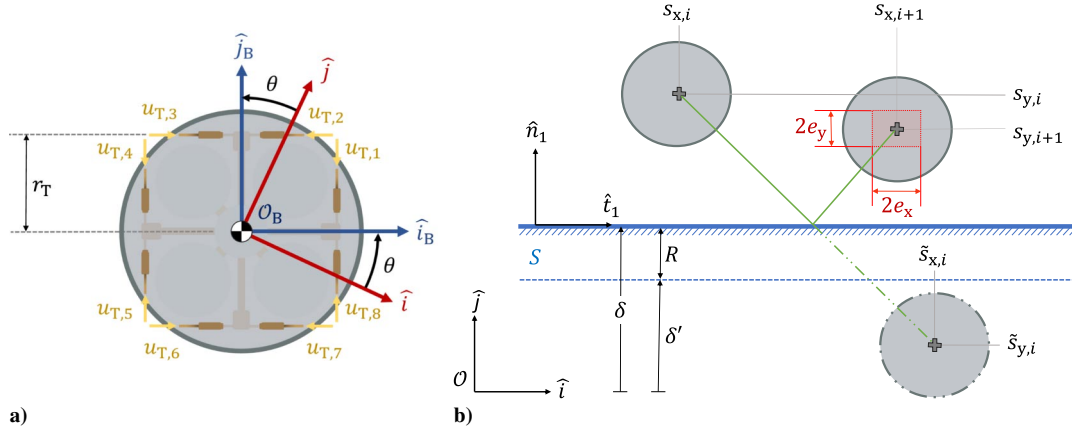 ĵ_B
ĵ
θ
u_T,3
u_T,2
u_T,4
u_T,1
r_T
𝒪_B
î_B
θ
î
u_T,5
u_T,8
u_T,6
u_T,7
a)
s_x,i
s_x,i+1
s_y,i
n̂_1
2e_y
s_y,i+1
t̂_1
2e_x
S
R
s̃_x,i
ĵ
δ
δ′
s̃_y,i
𝒪
î
b)